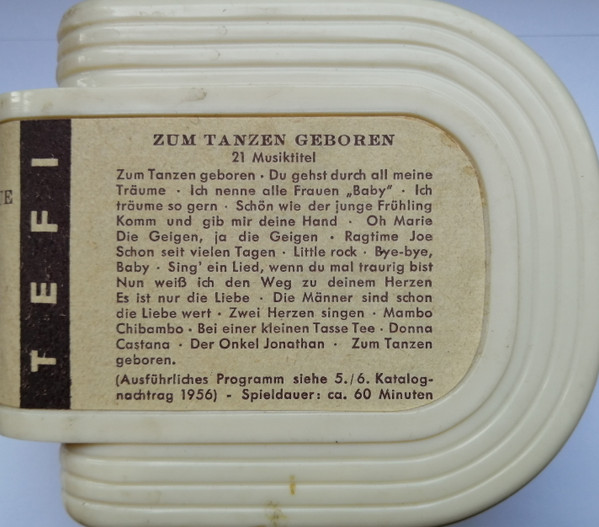 UE
TEFI
ZUM TANZEN GEBOREN
21 Musiktitel
Zum Tanzen geboren · Du gehst durch all meine
Träume · Ich nenne alle Frauen „Baby“ · Ich
träume so gern · Schön wie der junge Frühling
Komm und gib mir deine Hand · Oh Marie
Die Geigen, ja die Geigen · Ragtime Joe
Schon seit vielen Tagen · Little rock · Bye-bye,
Baby · Sing' ein Lied, wenn du mal traurig bist
Nun weiß ich den Weg zu deinem Herzen
Es ist nur die Liebe · Die Männer sind schon
die Liebe wert · Zwei Herzen singen · Mambo
Chibambo · Bei einer kleinen Tasse Tee · Donna
Castana · Der Onkel Jonathan · Zum Tanzen
geboren.
(Ausführliches Programm siehe 5./6. Katalog-
nachtrag 1956) - Spieldauer: ca. 60 Minuten